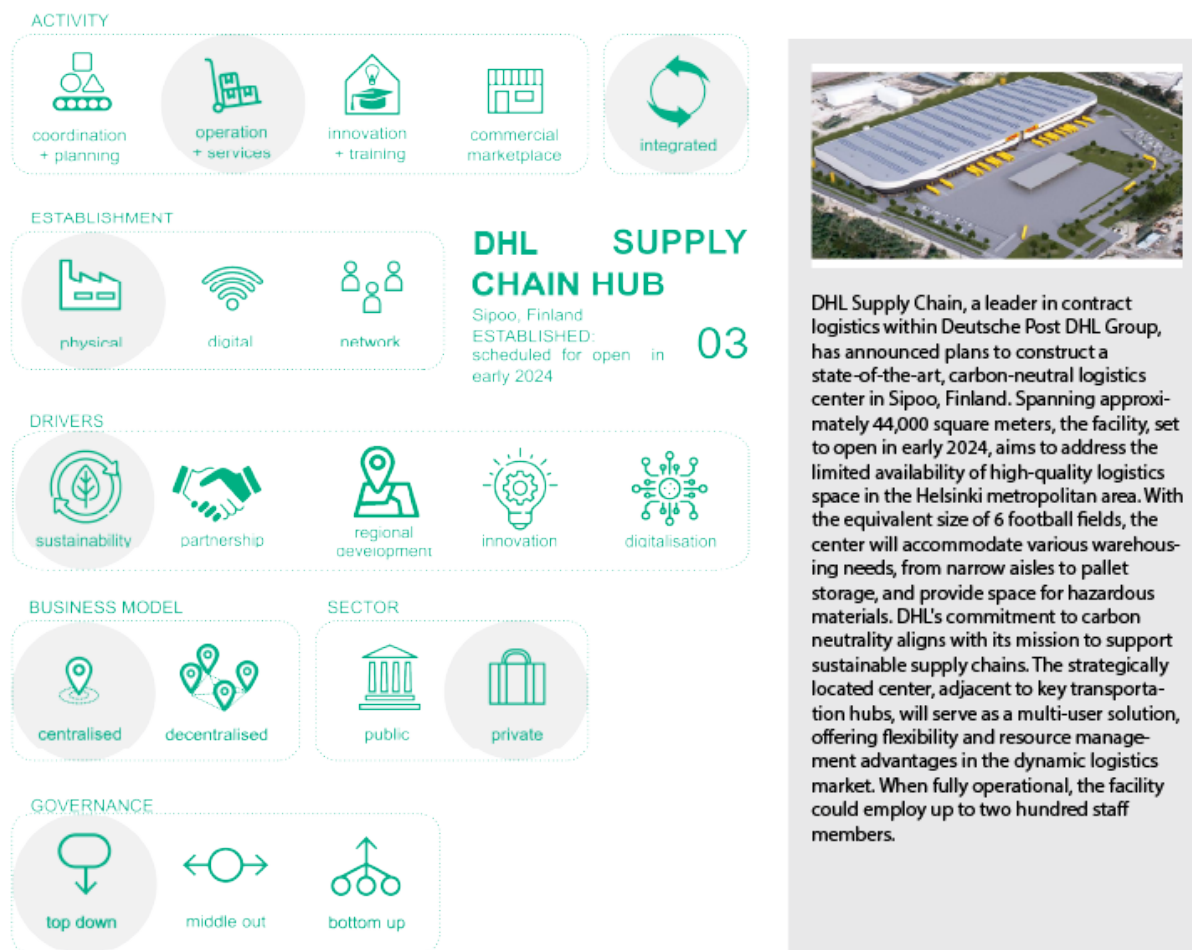 ACTIVITY
coordination
+ planning
operation
+ services
innovation
+ training
commercial
marketplace
integrated
ESTABLISHMENT
physical
digital
network
DHL SUPPLY
CHAIN HUB
Sipoo, Finland
ESTABLISHED:
scheduled for open in
early 2024
03
DRIVERS
sustainability
partnership
regional
development
innovation
digitalisation
BUSINESS MODEL
centralised
decentralised
SECTOR
public
private
GOVERNANCE
top down
middle out
bottom up
DHL Supply Chain, a leader in contract
logistics within Deutsche Post DHL Group,
has announced plans to construct a
state-of-the-art, carbon-neutral logistics
center in Sipoo, Finland. Spanning approxi-
mately 44,000 square meters, the facility, set
to open in early 2024, aims to address the
limited availability of high-quality logistics
space in the Helsinki metropolitan area. With
the equivalent size of 6 football fields, the
center will accommodate various warehous-
ing needs, from narrow aisles to pallet
storage, and provide space for hazardous
materials. DHL's commitment to carbon
neutrality aligns with its mission to support
sustainable supply chains. The strategically
located center, adjacent to key transporta-
tion hubs, will serve as a multi-user solution,
offering flexibility and resource manage-
ment advantages in the dynamic logistics
market. When fully operational, the facility
could employ up to two hundred staff
members.